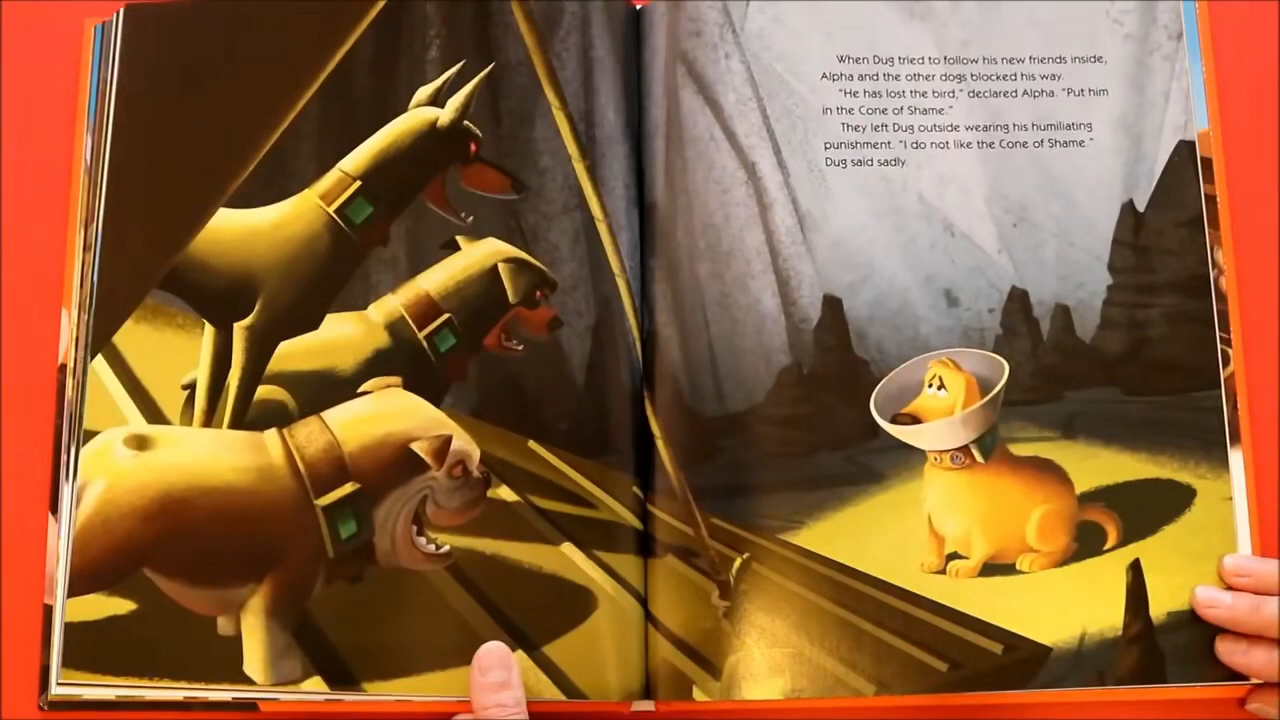 When Dug tried to follow his new friends inside,
Alpha and the other dogs blocked his way.
"He has lost the bird," declared Alpha. "Put him
in the Cone of Shame."
They left Dug outside wearing his humiliating
punishment. "I do not like the Cone of Shame."
Dug said sadly.